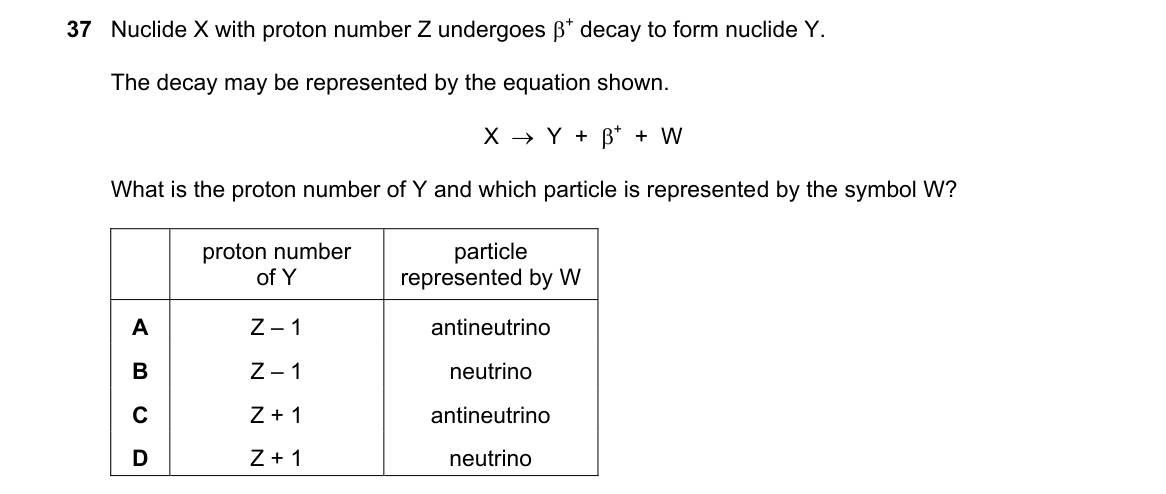 37 Nuclide X with proton number Z undergoes β⁺ decay to form nuclide Y.
The decay may be represented by the equation shown.
X → Y + β⁺ + W
What is the proton number of Y and which particle is represented by the symbol W?
proton number of Y	particle represented by W
A	Z – 1	antineutrino
B	Z – 1	neutrino
C	Z + 1	antineutrino
D	Z + 1	neutrino